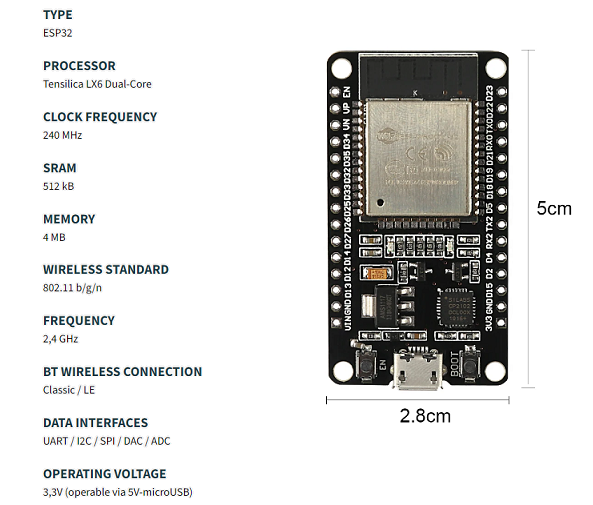 TYPE
ESP32
PROCESSOR
Tensilica LX6 Dual-Core
CLOCK FREQUENCY
240 MHz
SRAM
512 kB
MEMORY
4 MB
WIRELESS STANDARD
802.11 b/g/n
FREQUENCY
2,4 GHz
BT WIRELESS CONNECTION
Classic / LE
DATA INTERFACES
UART / I2C / SPI / DAC / ADC
OPERATING VOLTAGE
3,3V (operable via 5V-microUSB)
EN
VP
VN
D34
D35
D32
D33
D25
D26
D27
D14
D12
D13
GND
VIN
D23
D22
TX0
RX0
D21
D19
D18
D5
TX2
RX2
D4
D2
D15
GND
3V3
EN
BOOT
5cm
2.8cm